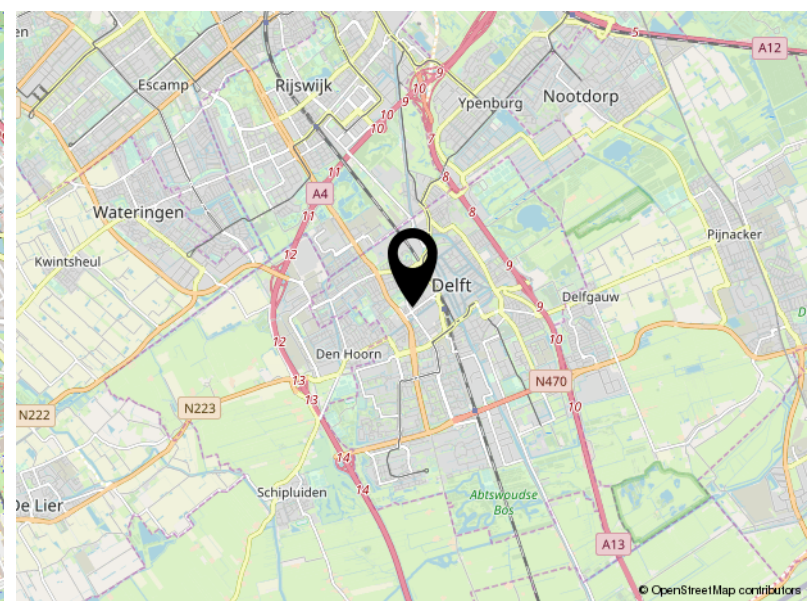 en
5
A12
Escamp
Rijswijk
9
10
9
10
Ypenburg
Nootdorp
10
7
11
8
A4
8
11
Wateringen
Pijnacker
12
Kwintsheul
9
Delft
Delfgauw
9
12
Den Hoorn
10
13
N470
13
N223
10
N222
14
Schipluiden
14
Abtswoudse
Bos
De Lier
A13
© OpenStreetMap contributors